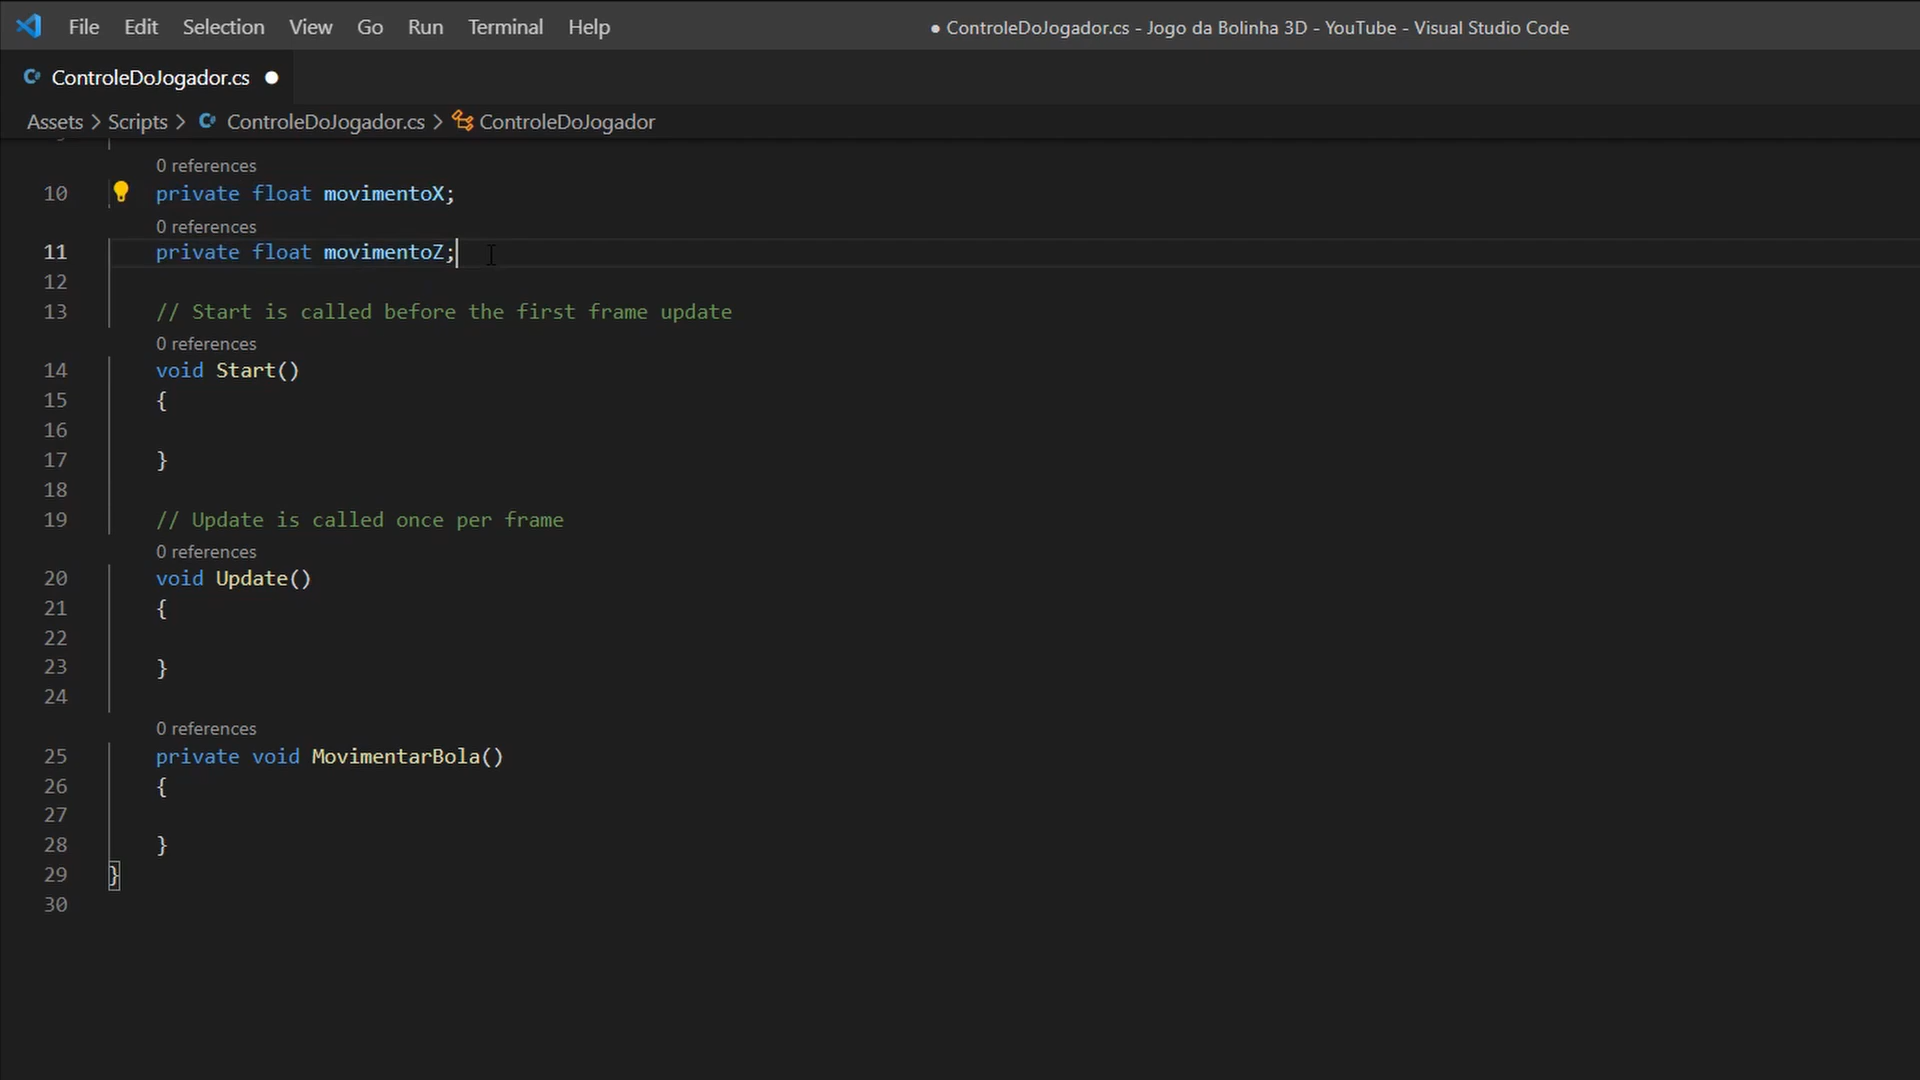 File Edit Selection View Go Run Terminal Help ● ControleDoJogador.cs - Jogo da Bolinha 3D - YouTube - Visual Studio Code
ControleDoJogador.cs ●
Assets > Scripts > ControleDoJogador.cs > ControleDoJogador
0 references
10 private float movimentoX;
0 references
11 private float movimentoZ;
12
13 // Start is called before the first frame update
0 references
14 void Start()
15 {
16
17 }
18
19 // Update is called once per frame
0 references
20 void Update()
21 {
22
23 }
24
0 references
25 private void MovimentarBola()
26 {
27
28 }
29 }
30